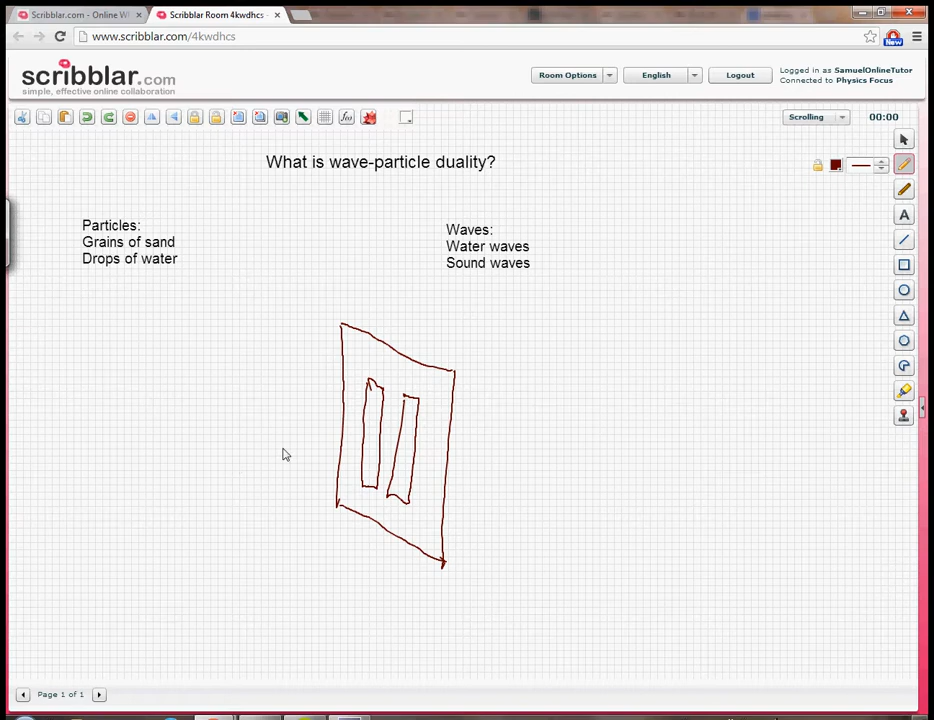 Scribblar.com - Online W
Scribblar Room 4kwdhcs -
www.scribblar.com/4kwdhcs
New
scribblar.com
simple, effective online collaboration
Room Options
English
Logout
Logged in as SamuelOnlineTutor
Connected to Physics Focus
f(x)
Scrolling
00:00
What is wave-particle duality?
A
Particles:
Grains of sand
Drops of water
Waves:
Water waves
Sound waves
Page 1 of 1